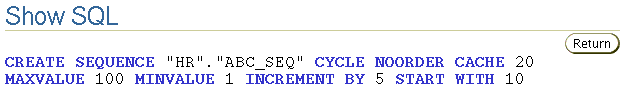 Show SQL
Return
CREATE SEQUENCE "HR"."ABC_SEQ" CYCLE NOORDER CACHE 20
MAXVALUE 100 MINVALUE 1 INCREMENT BY 5 START WITH 10